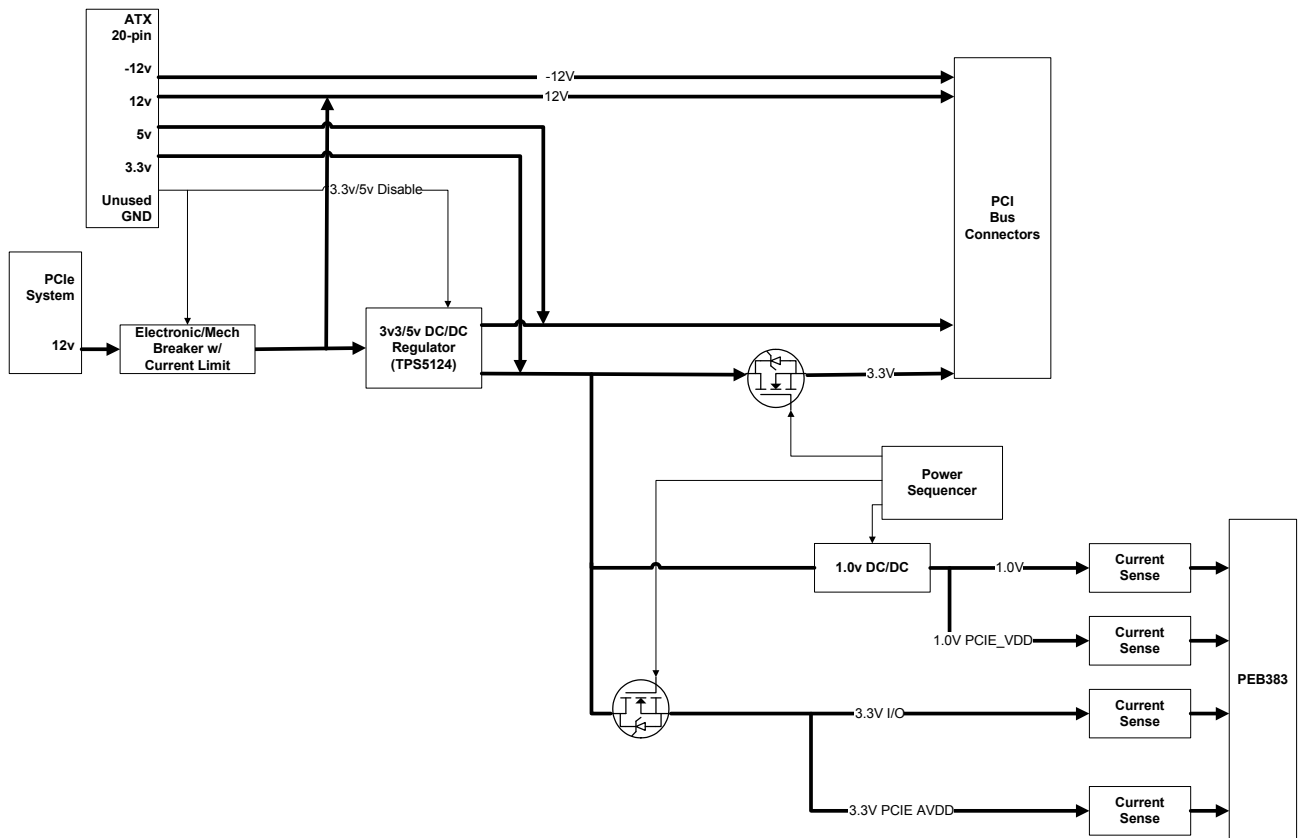 ATX
20-pin
-12v
12v
5v
3.3v
Unused
GND
-12V
12V
3.3v/5v Disable
PCI
Bus
Connectors
PCIe
System
12v
Electronic/Mech
Breaker w/
Current Limit
3v3/5v DC/DC
Regulator
(TPS5124)
3.3V
Power
Sequencer
1.0v DC/DC
1.0V
Current
Sense
1.0V PCIE_VDD
Current
Sense
PEB383
3.3V I/O
Current
Sense
3.3V PCIE AVDD
Current
Sense